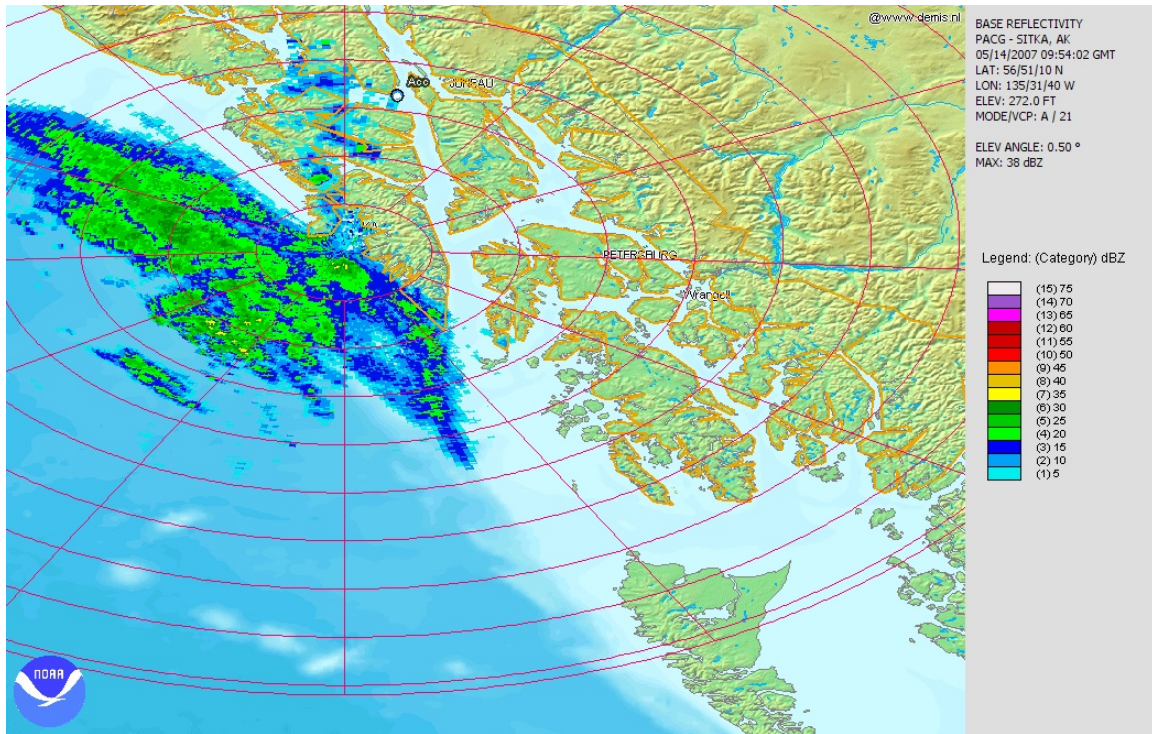 @www.demis.nl
Acc
JUNEAU
PETERSBURG
Wrangell
NOAA
BASE REFLECTIVITY
PACG - SITKA, AK
05/14/2007 09:54:02 GMT
LAT: 56/51/10 N
LON: 135/31/40 W
ELEV: 272.0 FT
MODE/VCP: A / 21
ELEV ANGLE: 0.50 °
MAX: 38 dBZ
Legend: (Category) dBZ
(15) 75
(14) 70
(13) 65
(12) 60
(11) 55
(10) 50
(9) 45
(8) 40
(7) 35
(6) 30
(5) 25
(4) 20
(3) 15
(2) 10
(1) 5